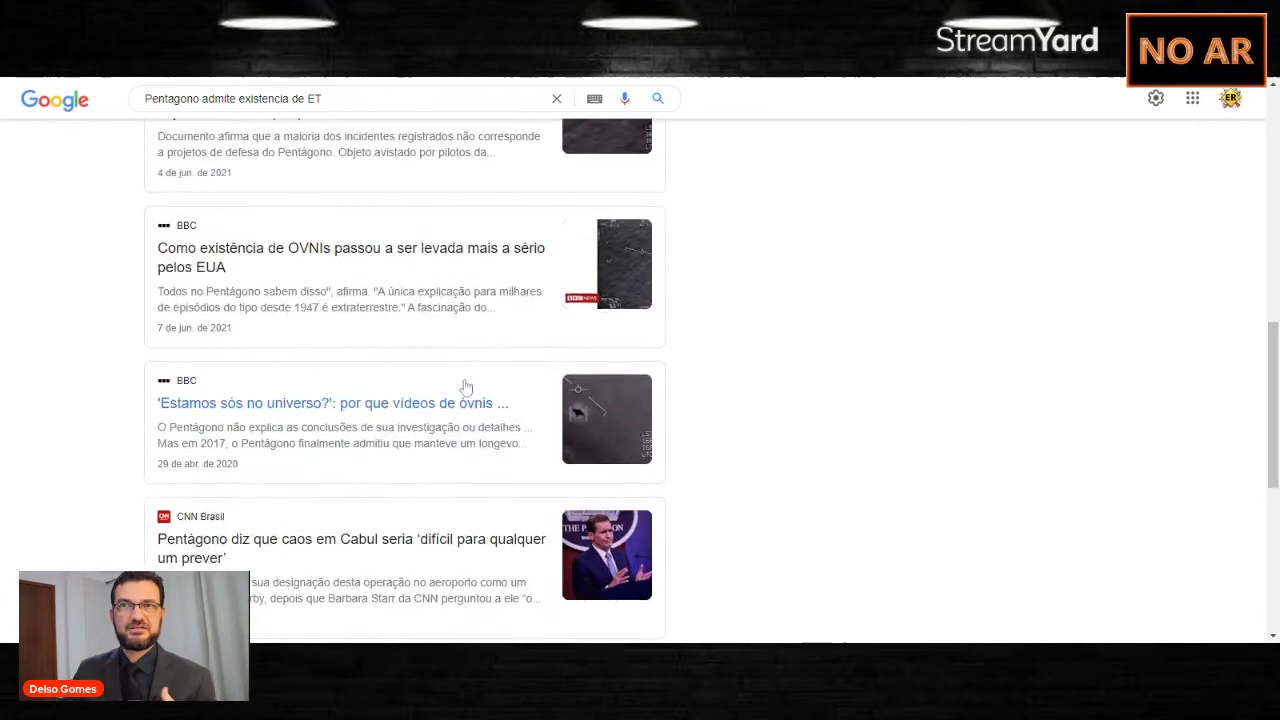 StreamYard
NO AR
Google
Pentagono admite existencia de ET
ER
Documento afirma que a maioria dos incidentes registrados não corresponde
a projetos de defesa do Pentágono. Objeto avistado por pilotos da...
4 de jun. de 2021
BBC
Como existência de OVNIs passou a ser levada mais a sério
pelos EUA
Todos no Pentágono sabem disso", afirma. "A única explicação para milhares
de episódios do tipo desde 1947 é extraterrestre." A fascinação do...
7 de jun. de 2021
BBC NEWS
BBC
'Estamos sós no universo?': por que vídeos de óvnis ...
O Pentágono não explica as conclusões de sua investigação ou detalhes ...
Mas em 2017, o Pentágono finalmente admitiu que manteve um longevo...
29 de abr. de 2020
CNN Brasil
Pentágono diz que caos em Cabul seria ‘difícil para qualquer
um prever’
sua designação desta operação no aeroporto como um
rby, depois que Barbara Starr da CNN perguntou a ele “o...
THE PENTAGON
Delso Gomes